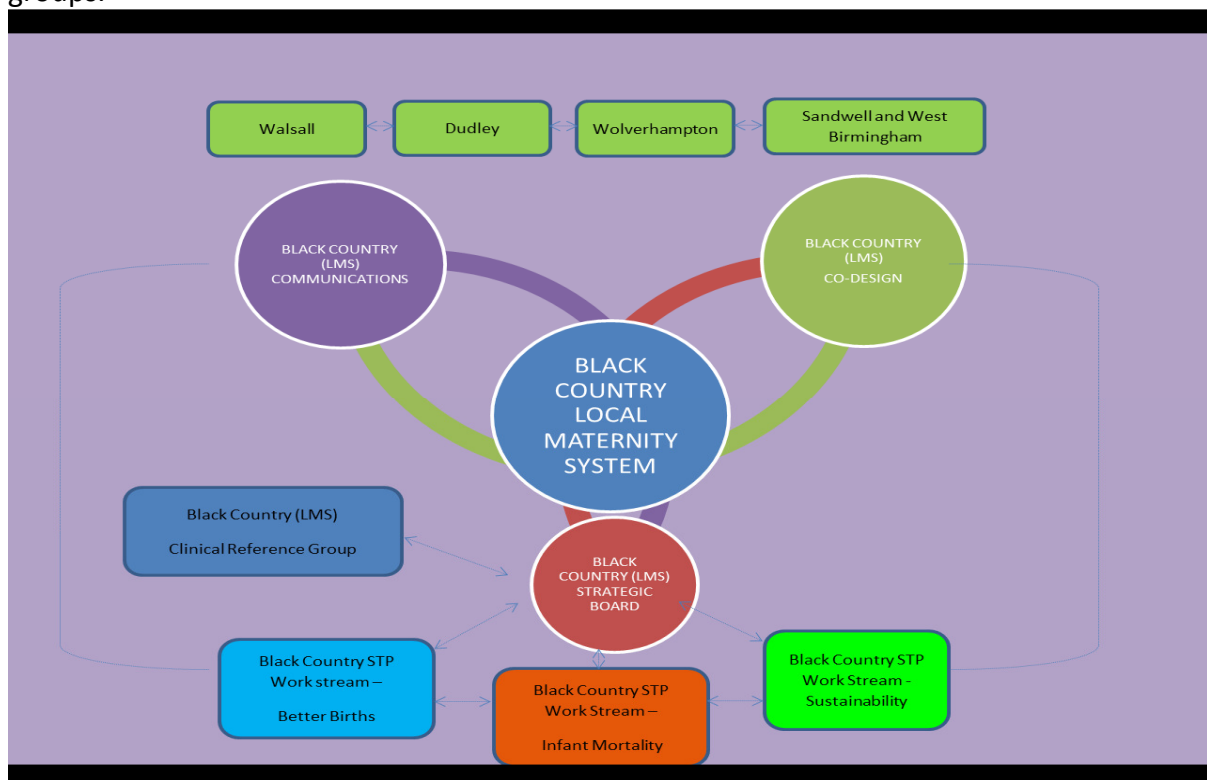 groups.
Walsall
Dudley
Wolverhampton
Sandwell and West
Birmingham
BLACK COUNTRY
(LMS)
COMMUNICATIONS
BLACK COUNTRY
(LMS)
CO-DESIGN
BLACK
COUNTRY
LOCAL
MATERNITY
SYSTEM
Black Country (LMS)
Clinical Reference Group
BLACK
COUNTRY (LMS)
STRATEGIC
BOARD
Black Country STP
Work stream –
Better Births
Black Country STP
Work Stream –
Infant Mortality
Black Country STP
Work Stream -
Sustainability